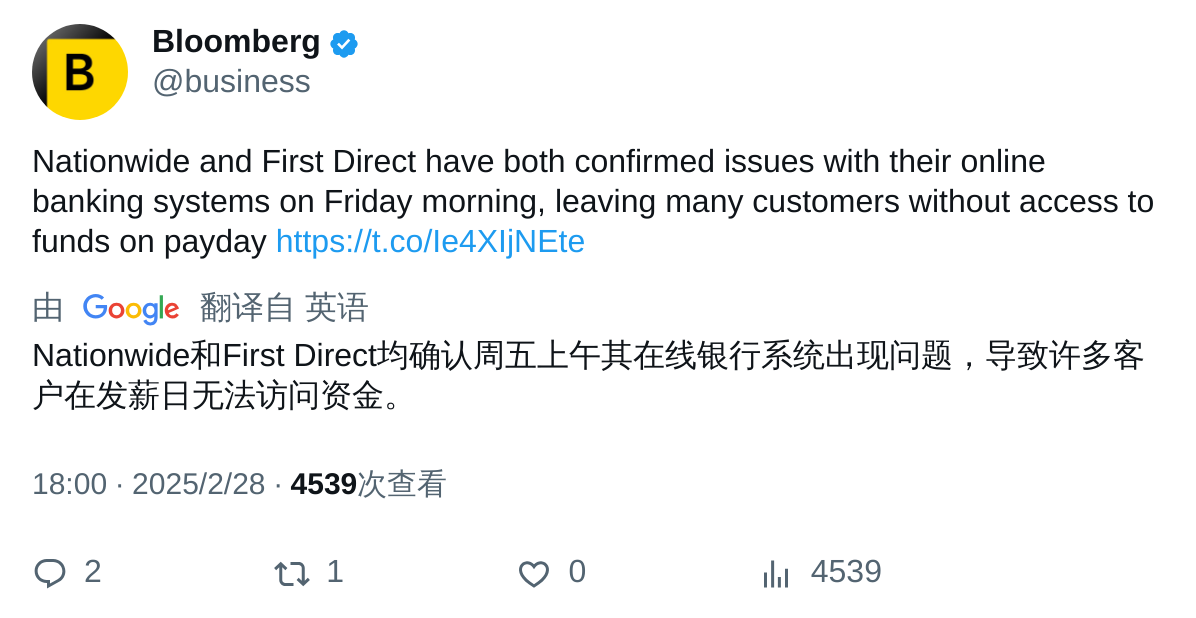 B
Bloomberg
@business
Nationwide and First Direct have both confirmed issues with their online
banking systems on Friday morning, leaving many customers without access to
funds on payday https://t.co/Ie4XIjNEte
由 Google 翻译自 英语
Nationwide和First Direct均确认周五上午其在线银行系统出现问题，导致许多客
户在发薪日无法访问资金。
18:00 · 2025/2/28 · 4539次查看
2 1 0 4539